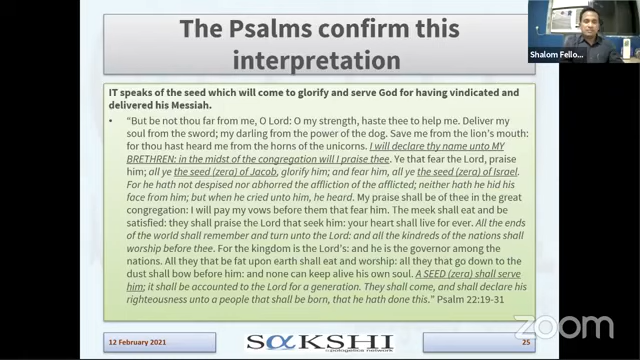 The Psalms confirm this
interpretation
Shalom Fello...
IT speaks of the seed which will come to glorify and serve God for having vindicated and
delivered his Messiah.
• “But be not thou far from me, O Lord: O my strength, haste thee to help me. Deliver my
soul from the sword; my darling from the power of the dog. Save me from the lion’s mouth:
for thou hast heard me from the horns of the unicorns. I will declare thy name unto MY
BRETHREN: in the midst of the congregation will I praise thee. Ye that fear the Lord, praise
him; all ye the seed (zera) of Jacob, glorify him; and fear him, all ye the seed (zera) of Israel.
For he hath not despised nor abhorred the affliction of the afflicted; neither hath he hid his
face from him; but when he cried unto him, he heard. My praise shall be of thee in the great
congregation: I will pay my vows before them that fear him. The meek shall eat and be
satisfied: they shall praise the Lord that seek him: your heart shall live for ever. All the ends
of the world shall remember and turn unto the Lord: and all the kindreds of the nations shall
worship before thee. For the kingdom is the Lord’s: and he is the governor among the
nations. All they that be fat upon earth shall eat and worship: all they that go down to the
dust shall bow before him: and none can keep alive his own soul. A SEED (zera) shall serve
him; it shall be accounted to the Lord for a generation. They shall come, and shall declare his
righteousness unto a people that shall be born, that he hath done this.” Psalm 22:19-31
12 February 2021
SαKSHI
an apologetics network
25
zoom